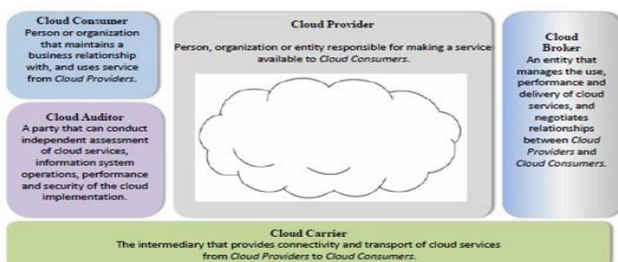 Cloud Consumer
Person or organization
that maintains a
business relationship
with, and uses service
from Cloud Providers.
Cloud Auditor
A party that can conduct
independent assessment
of cloud services,
information system
operations, performance
and security of the cloud
implementation.
Cloud Provider
Person, organization or entity responsible for making a service
available to Cloud Consumers.
Cloud
Broker
An entity that
manages the use,
performance and
delivery of cloud
services, and
negotiates
relationships
between Cloud
Providers and
Cloud Consumers.
Cloud Carrier
The intermediary that provides connectivity and transport of cloud services
from Cloud Providers to Cloud Consumers.